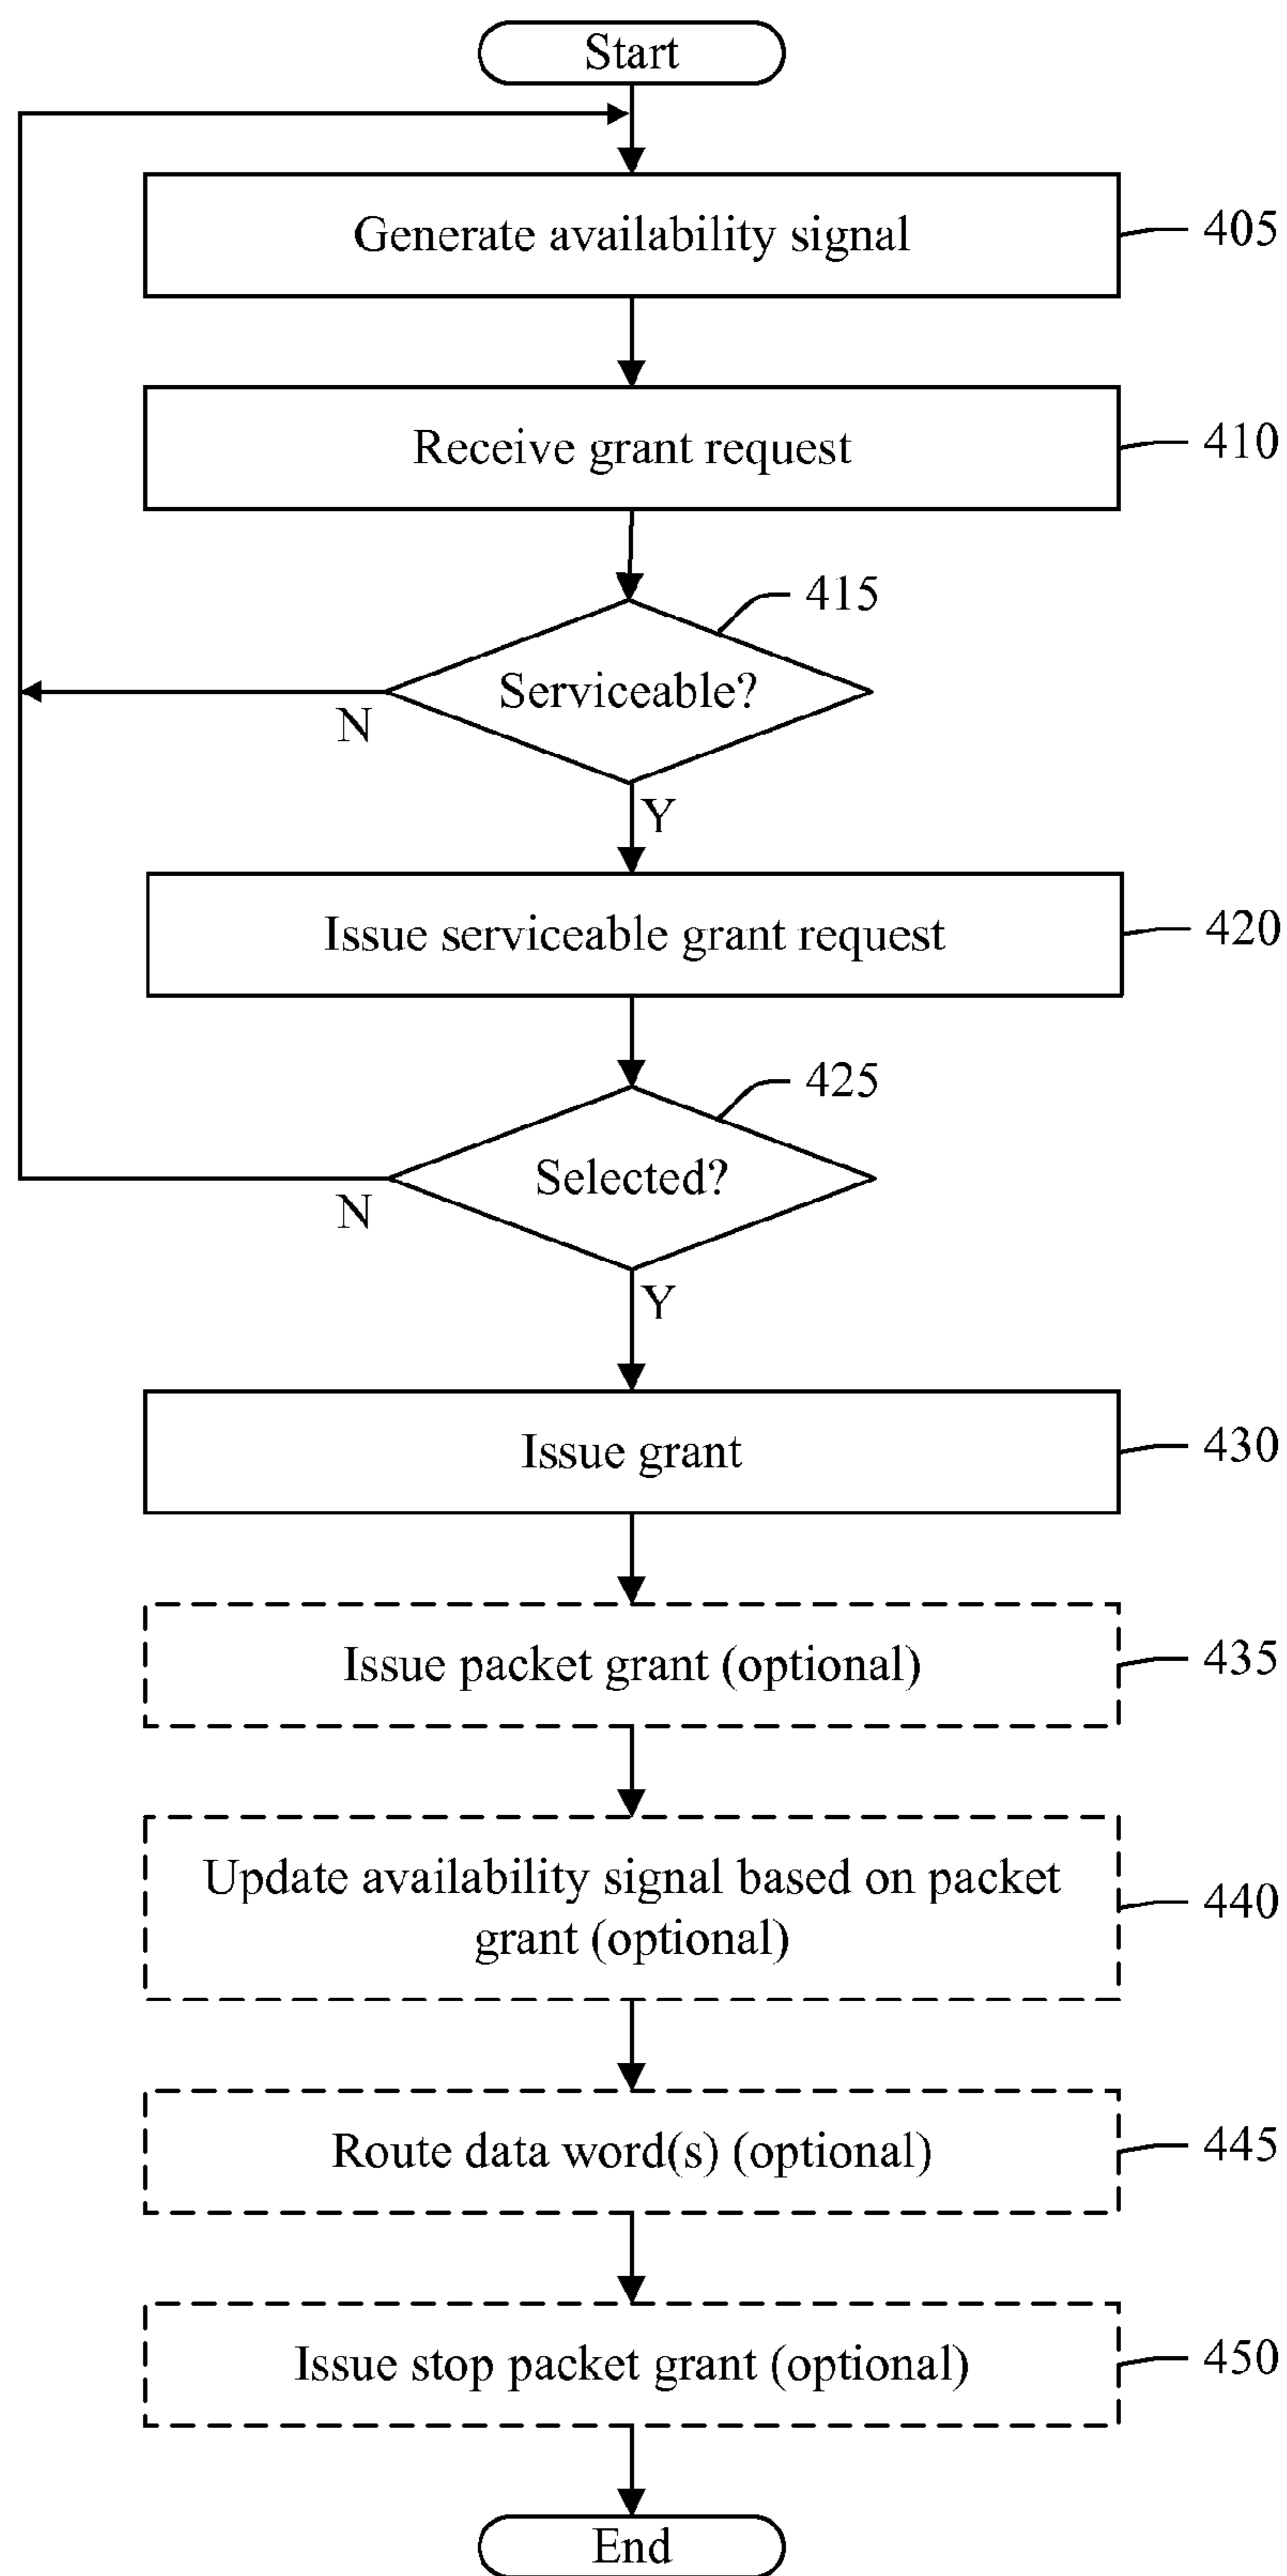 Start
Generate availability signal
405
Receive grant request
410
415
Serviceable?
N
Y
Issue serviceable grant request
420
425
Selected?
N
Y
Issue grant
430
Issue packet grant (optional)
435
Update availability signal based on packet
grant (optional)
440
Route data word(s) (optional)
445
Issue stop packet grant (optional)
450
End